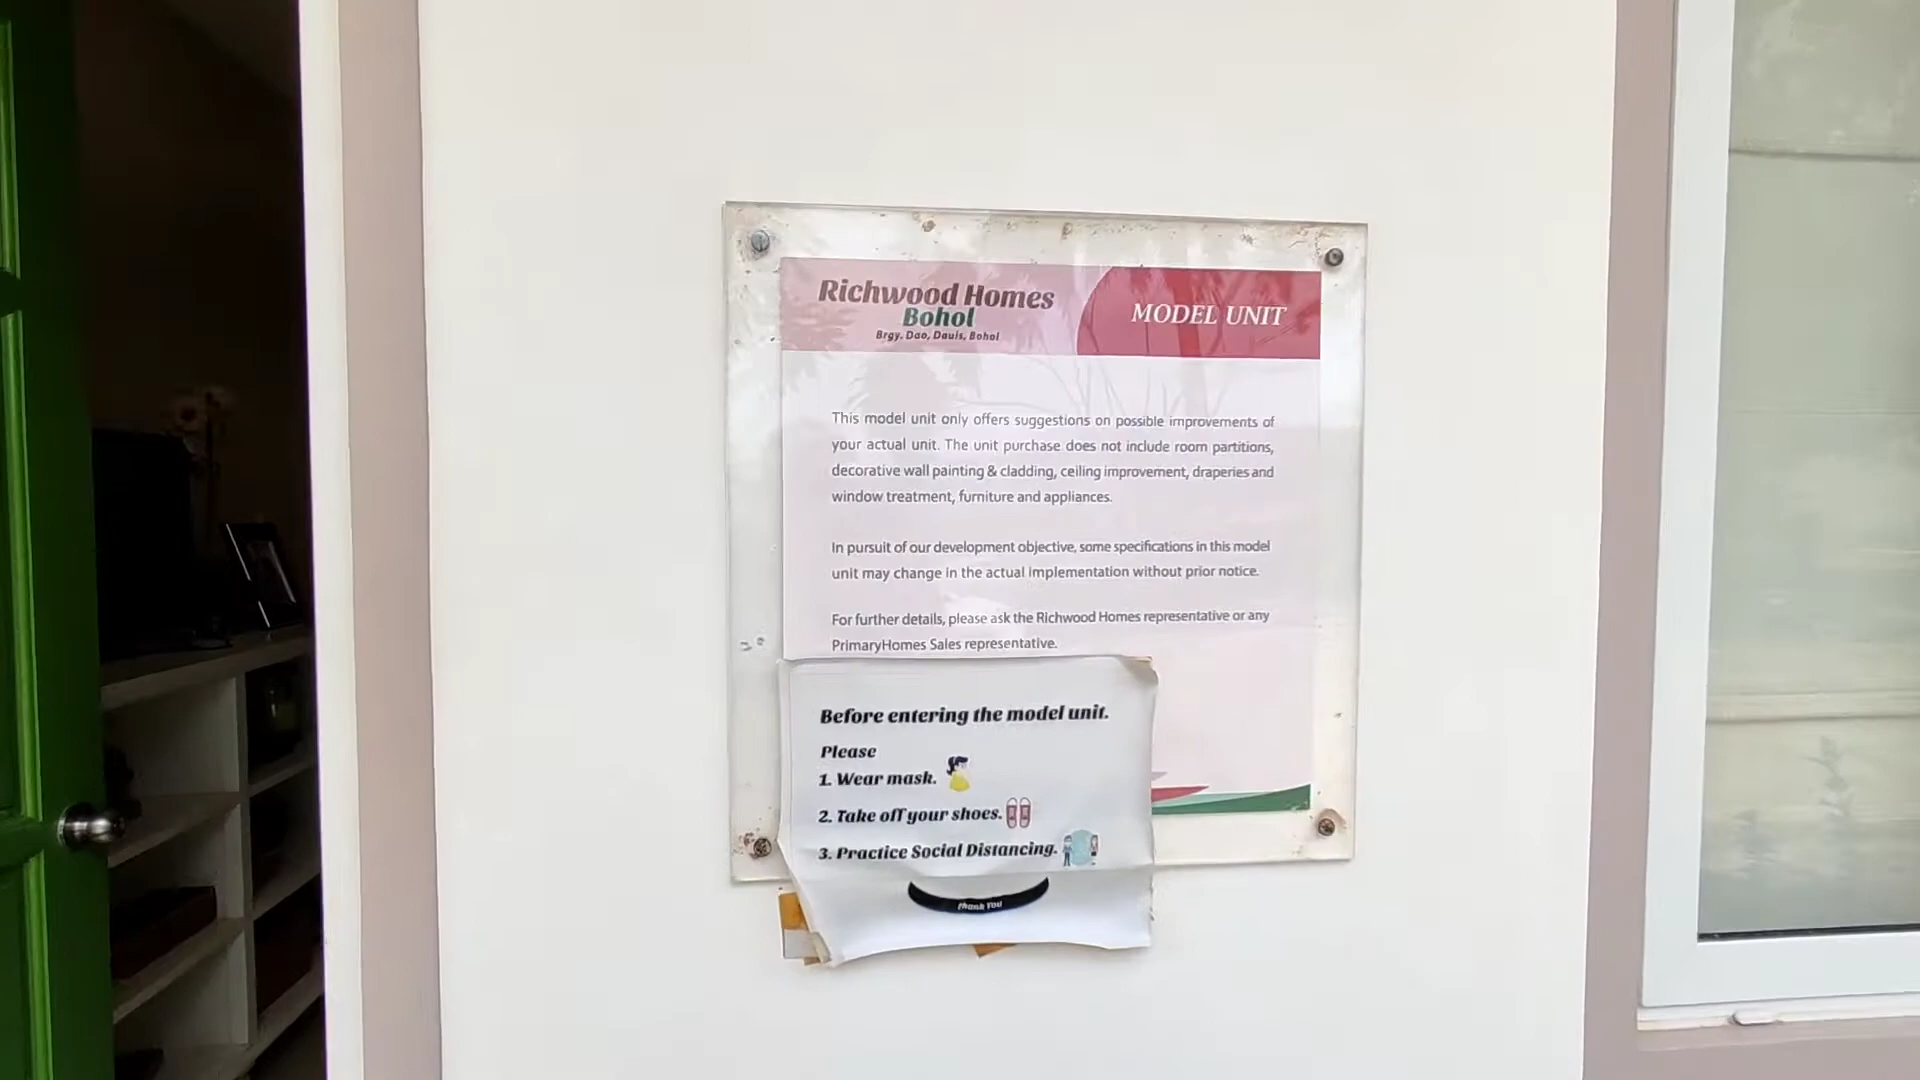 Richwood Homes
Bohol
Brgy. Dao, Dauis, Bohol
MODEL UNIT
This model unit only offers suggestions on possible improvements of
your actual unit. The unit purchase does not include room partitions,
decorative wall painting & cladding, ceiling improvement, draperies and
window treatment, furniture and appliances.
In pursuit of our development objective, some specifications in this model
unit may change in the actual implementation without prior notice.
For further details, please ask the Richwood Homes representative or any
PrimaryHomes Sales representative.
Before entering the model unit.
Please
1. Wear mask.
2. Take off your shoes.
3. Practice Social Distancing.
Thank You